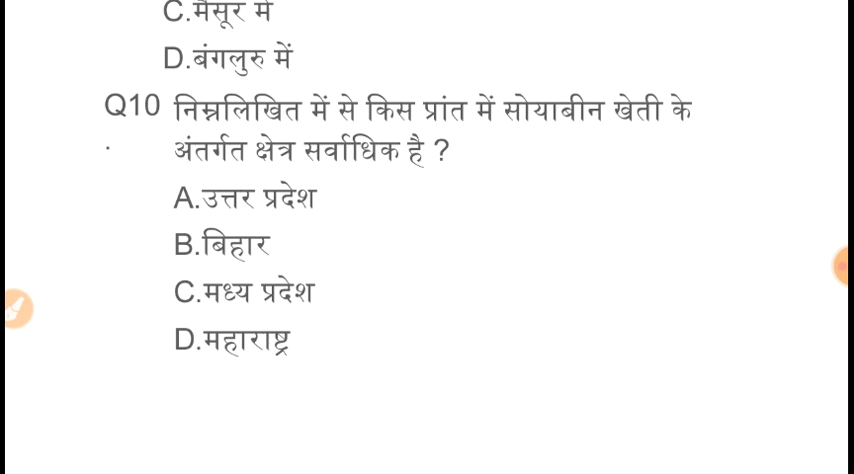 C.मैसूर में
D.बंगलुरु में
Q10 निम्नलिखित में से किस प्रांत में सोयाबीन खेती के
. अंतर्गत क्षेत्र सर्वाधिक है ?
A.उत्तर प्रदेश
B.बिहार
C.मध्य प्रदेश
D.महाराष्ट्र